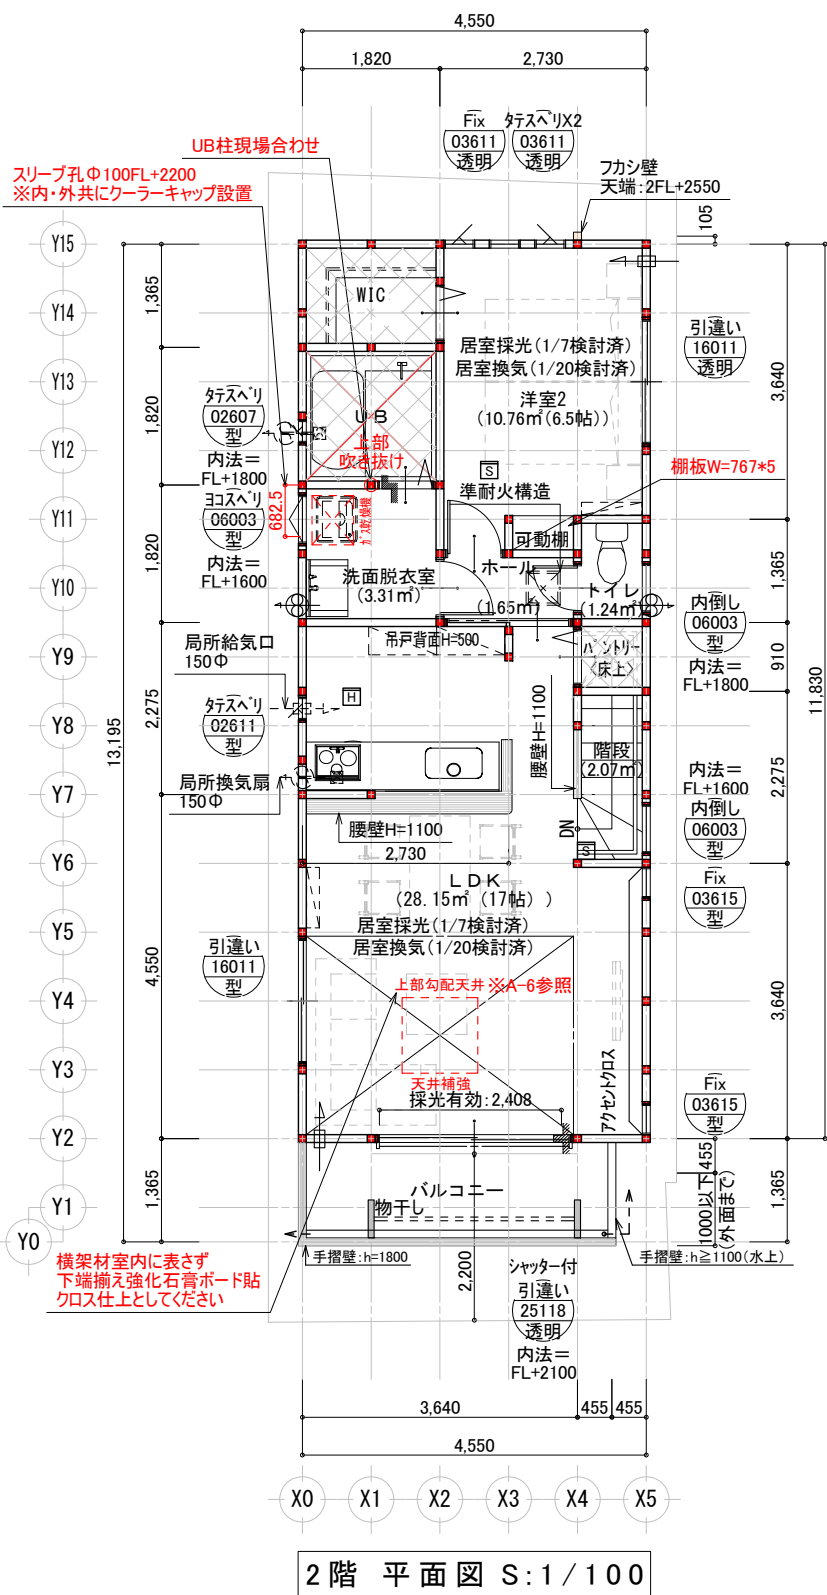 4,550
1,820
2,730
Fix
03611
透明
タテスベリX2
03611
透明
UB柱現場合わせ
スリーブ孔Φ100FL+2200
※内・外共にクーラーキャップ設置
フカシ壁
天端:2FL+2550
105
Y15
Y14
Y13
Y12
Y11
Y10
Y9
Y8
Y7
Y6
Y5
Y4
Y3
Y2
Y1
Y0
13,195
1,365
1,820
1,820
2,275
4,550
1,365
WIC
居室採光(1/7検討済)
居室換気(1/20検討済)
洋室2
(10.76㎡(6.5帖))
引違い
16011
透明
3,640
11,830
タテスベリ
02607
型
内法=
FL+1800
ヨコスベリ
06003
型
内法=
FL+1600
682.5
UB
上部
吹き抜け
S
準耐火構造
棚板W=767*5
ガス乾燥機
可動棚
ホール
(1.65㎡)
洗面脱衣室
(3.31㎡)
トイレ
(1.24㎡)
1,365
内倒し
06003
型
内法=
FL+1800
910
吊戸背面H=500
パントリー
〈床上〉
局所給気口
150Φ
H
タテスベリ
02611
型
腰壁H=1100
階段
(2.07㎡)
内法=
FL+1600
2,275
内倒し
06003
型
局所換気扇
150Φ
腰壁H=1100
2,730
DN
S
LDK
(28.15㎡ (17帖) )
居室採光(1/7検討済)
居室換気(1/20検討済)
Fix
03615
型
引違い
16011
型
上部勾配天井※A-6参照
天井補強
採光有効:2,408
アクセントクロス
3,640
Fix
03615
型
バルコニー
物干し
455
1000以下
(外面まで)
1,365
手摺壁:h=1800
2,200
手摺壁:h≧1100(水上)
横架材室内に表さず
下端揃え強化石膏ボード貼
クロス仕上としてください
シャッター付
引違い
25118
透明
内法=
FL+2100
3,640
455
455
4,550
X0
X1
X2
X3
X4
X5
2階 平面図 S:1/100